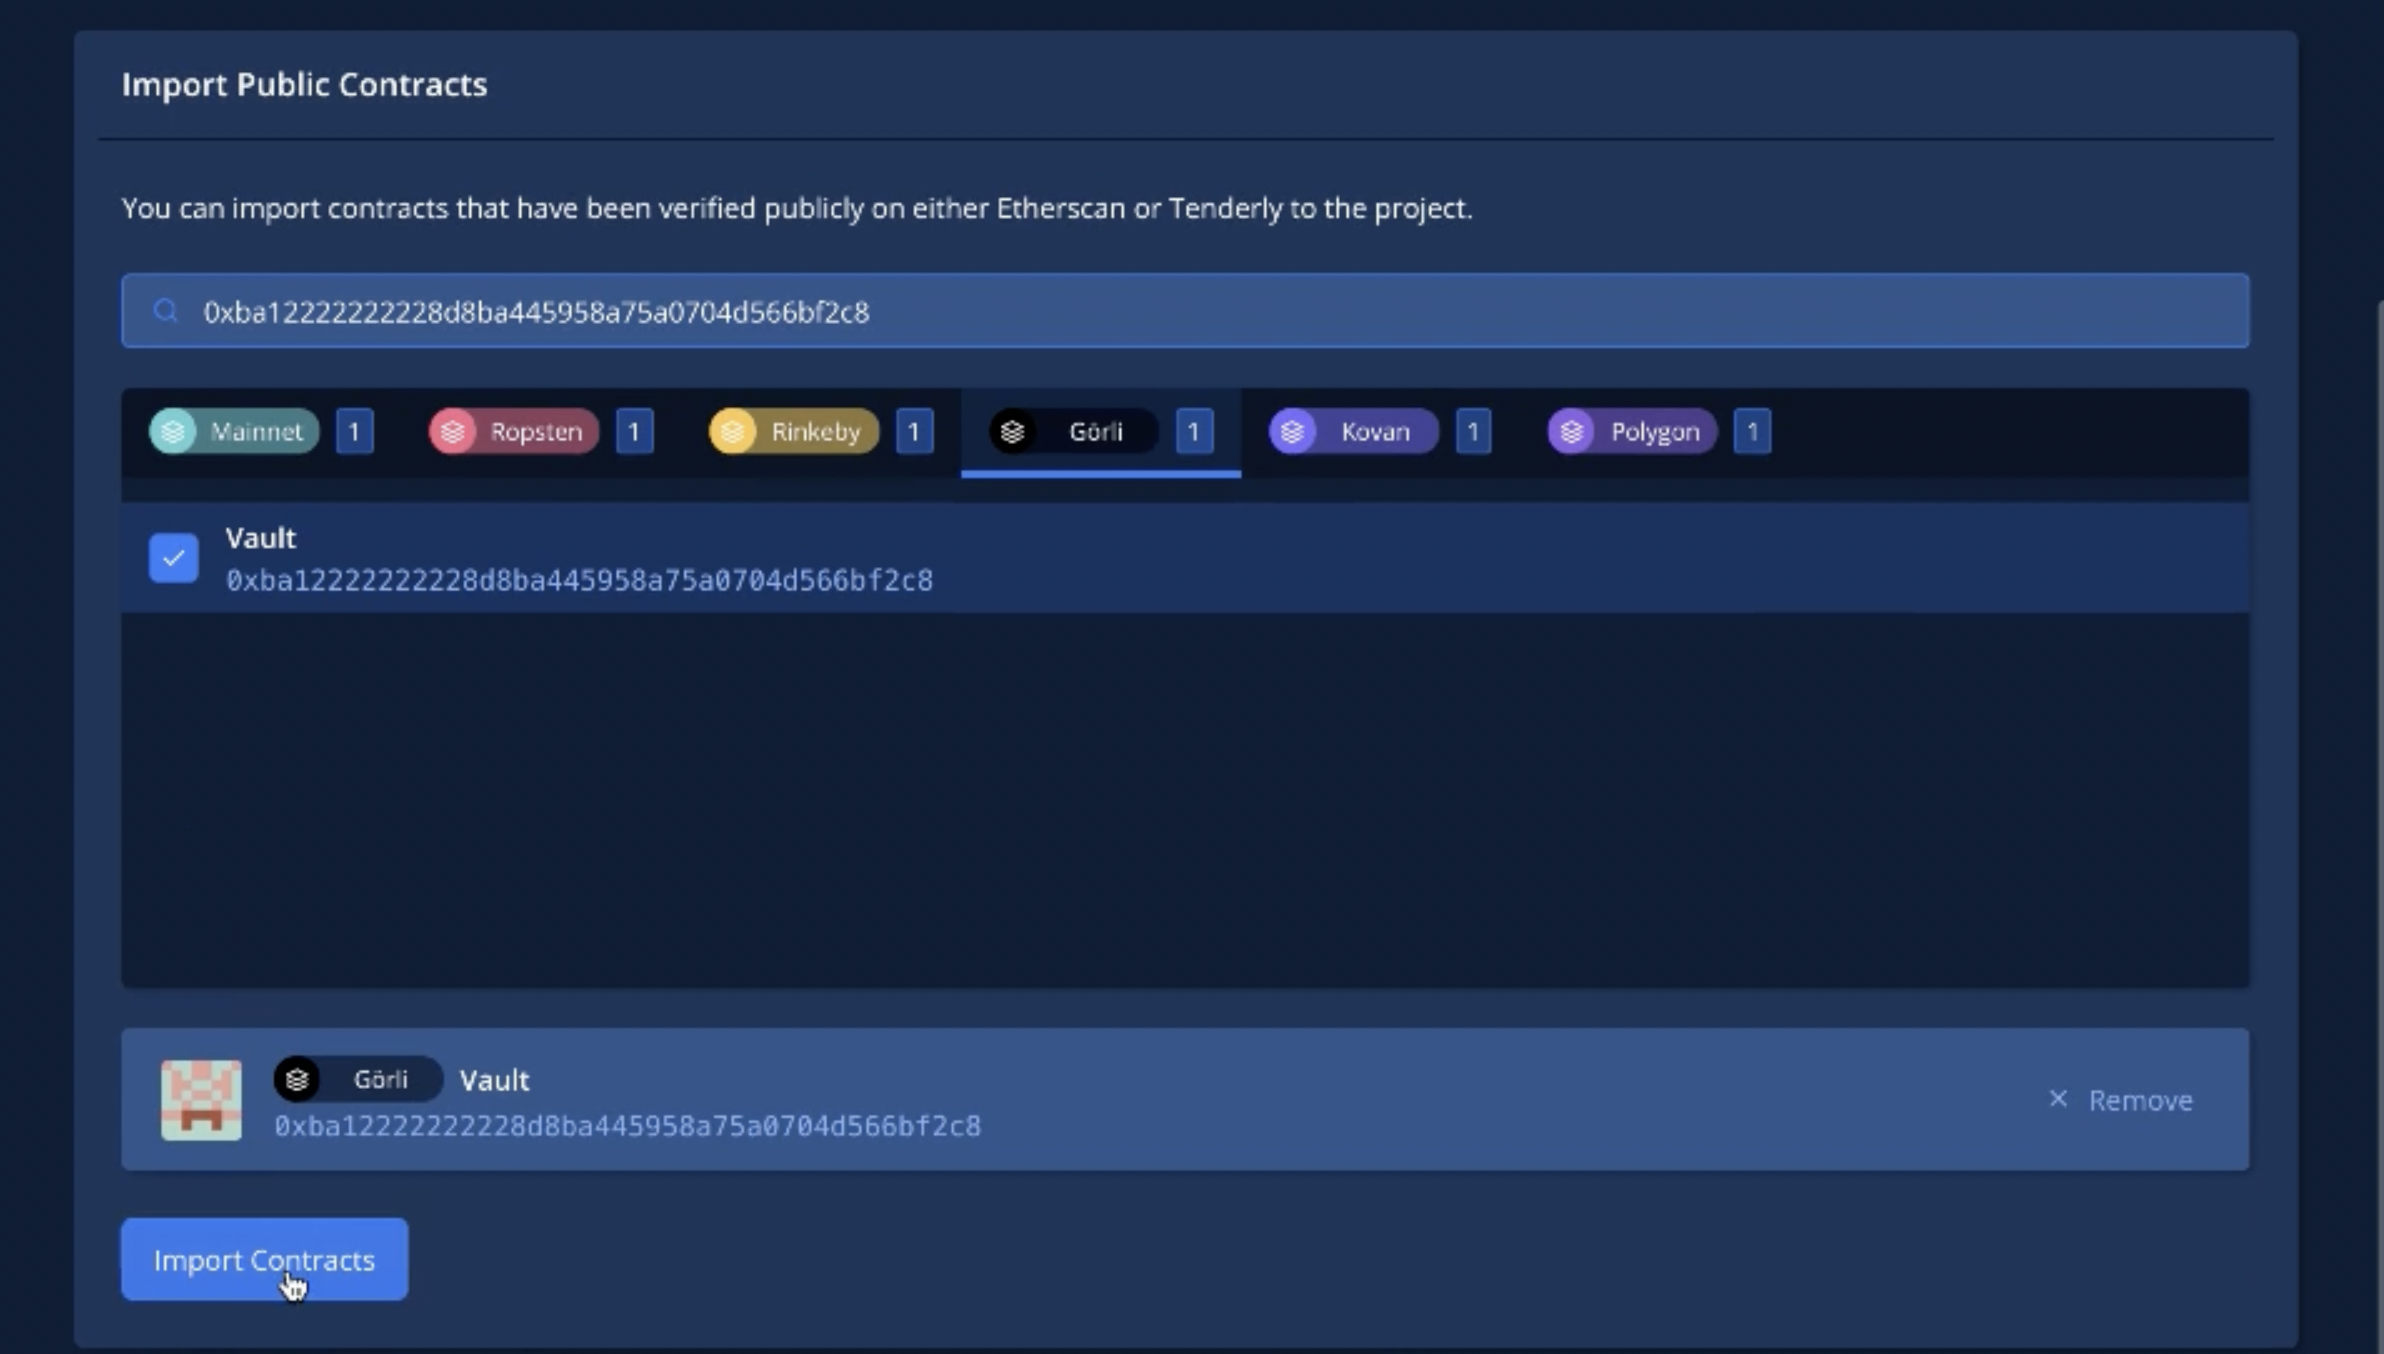 Import Public Contracts
You can import contracts that have been verified publicly on either Etherscan or Tenderly to the project.
0xba12222222228d8ba445958a75a0704d566bf2c8
Mainnet 1 Ropsten 1 Rinkeby 1 Görli 1 Kovan 1 Polygon 1
Vault
0xba12222222228d8ba445958a75a0704d566bf2c8
Görli Vault
0xba12222222228d8ba445958a75a0704d566bf2c8
Remove
Import Contracts